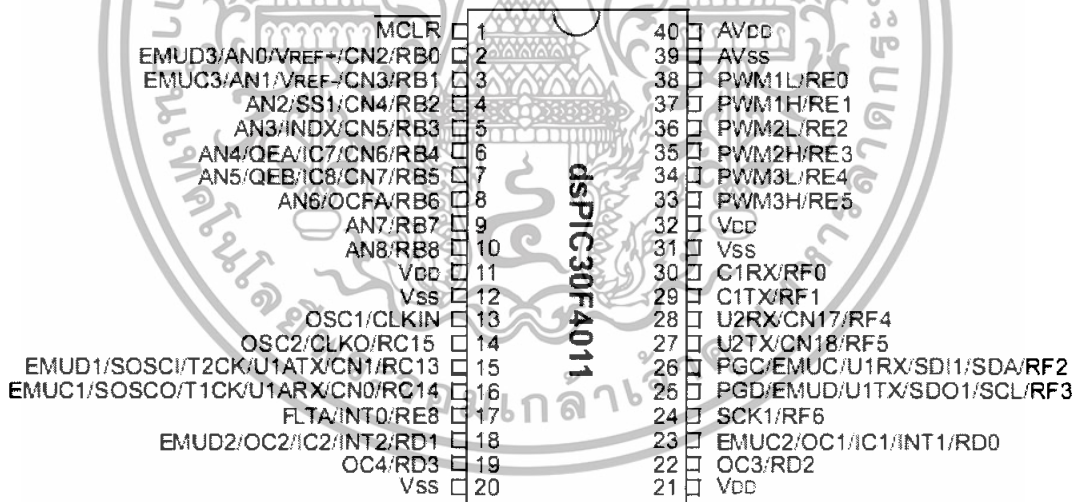 MCLR 1
EMUD3/AN0/VREF+/CN2/RB0 2
EMUC3/AN1/VREF-/CN3/RB1 3
AN2/SS1/CN4/RB2 4
AN3/INDX/CN5/RB3 5
AN4/QEA/IC7/CN6/RB4 6
AN5/QEB/IC8/CN7/RB5 7
AN6/OCFA/RB6 8
AN7/RB7 9
AN8/RB8 10
VDD 11
VSS 12
OSC1/CLKIN 13
OSC2/CLKO/RC15 14
EMUD1/SOSCI/T2CK/U1ATX/CN1/RC13 15
EMUC1/SOSCO/T1CK/U1ARX/CN0/RC14 16
FLTA/INT0/RE8 17
EMUD2/OC2/IC2/INT2/RD1 18
OC4/RD3 19
VSS 20
dsPIC30F4011
40 AVDD
39 AVSS
38 PWM1L/RE0
37 PWM1H/RE1
36 PWM2L/RE2
35 PWM2H/RE3
34 PWM3L/RE4
33 PWM3H/RE5
32 VDD
31 VSS
30 C1RX/RF0
29 C1TX/RF1
28 U2RX/CN17/RF4
27 U2TX/CN18/RF5
26 PGC/EMUC/U1RX/SDI1/SDA/RF2
25 PGD/EMUD/U1TX/SDO1/SCL/RF3
24 SCK1/RF6
23 EMUC2/OC1/IC1/INT1/RD0
22 OC3/RD2
21 VDD